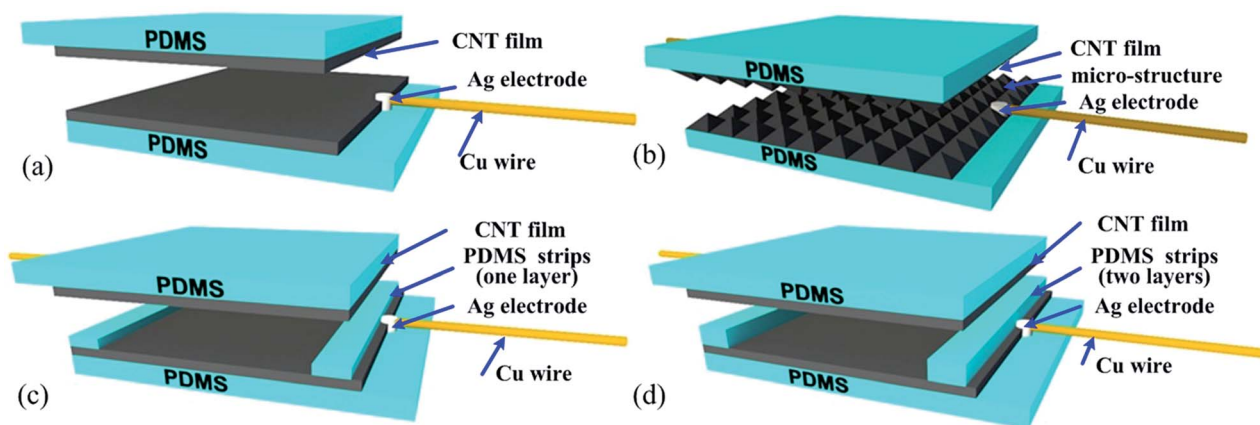 PDMS
CNT film
Ag electrode
PDMS
Cu wire
(a)
PDMS
CNT film
micro-structure
Ag electrode
PDMS
Cu wire
(b)
CNT film
PDMS strips
(one layer)
PDMS
Ag electrode
PDMS
Cu wire
(c)
CNT film
PDMS strips
(two layers)
PDMS
Ag electrode
PDMS
Cu wire
(d)